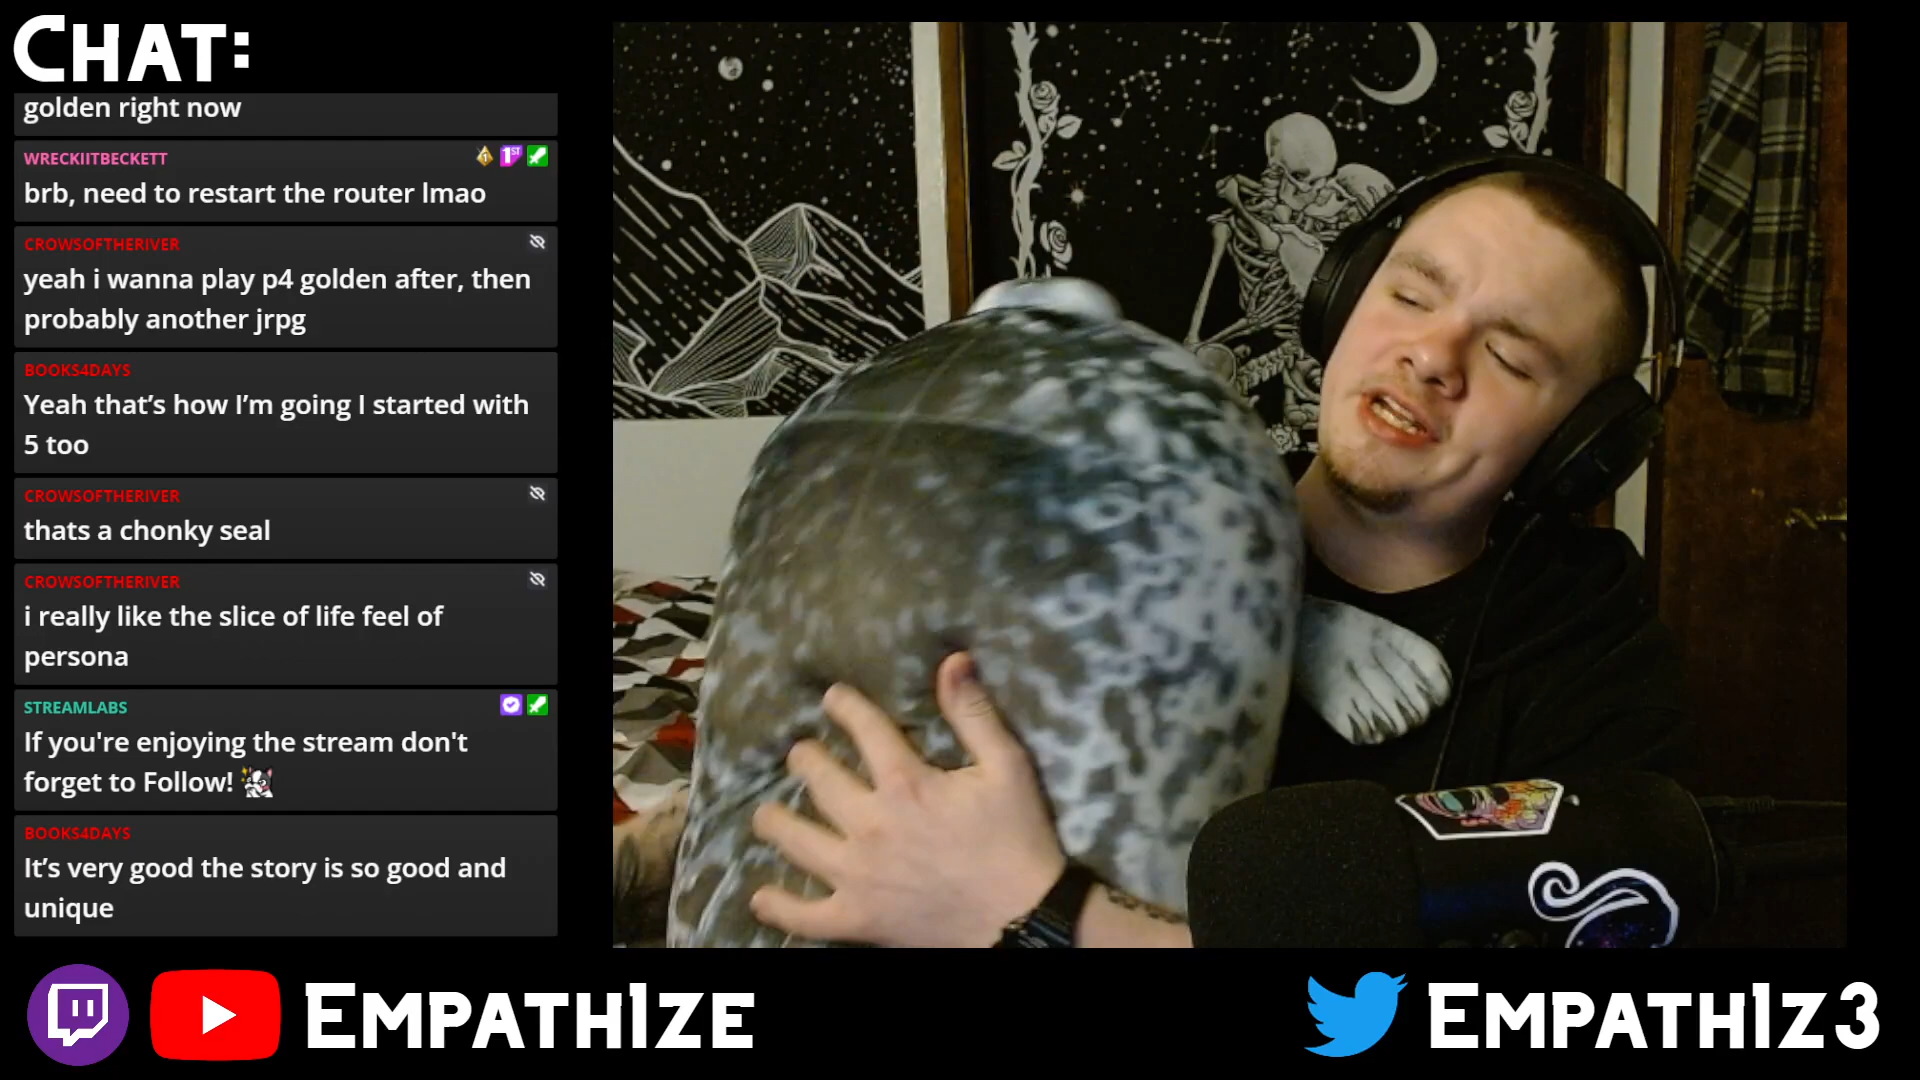 CHAT:
golden right now
WRECKIITBECKETT
1 1ST
brb, need to restart the router lmao
CROWSOFTHERIVER
yeah i wanna play p4 golden after, then
probably another jrpg
BOOKS4DAYS
Yeah that’s how I’m going I started with
5 too
CROWSOFTHERIVER
thats a chonky seal
CROWSOFTHERIVER
i really like the slice of life feel of
persona
STREAMLABS
If you're enjoying the stream don't
forget to Follow!
BOOKS4DAYS
It’s very good the story is so good and
unique
EMPATH1ZE
EMPATH1Z3